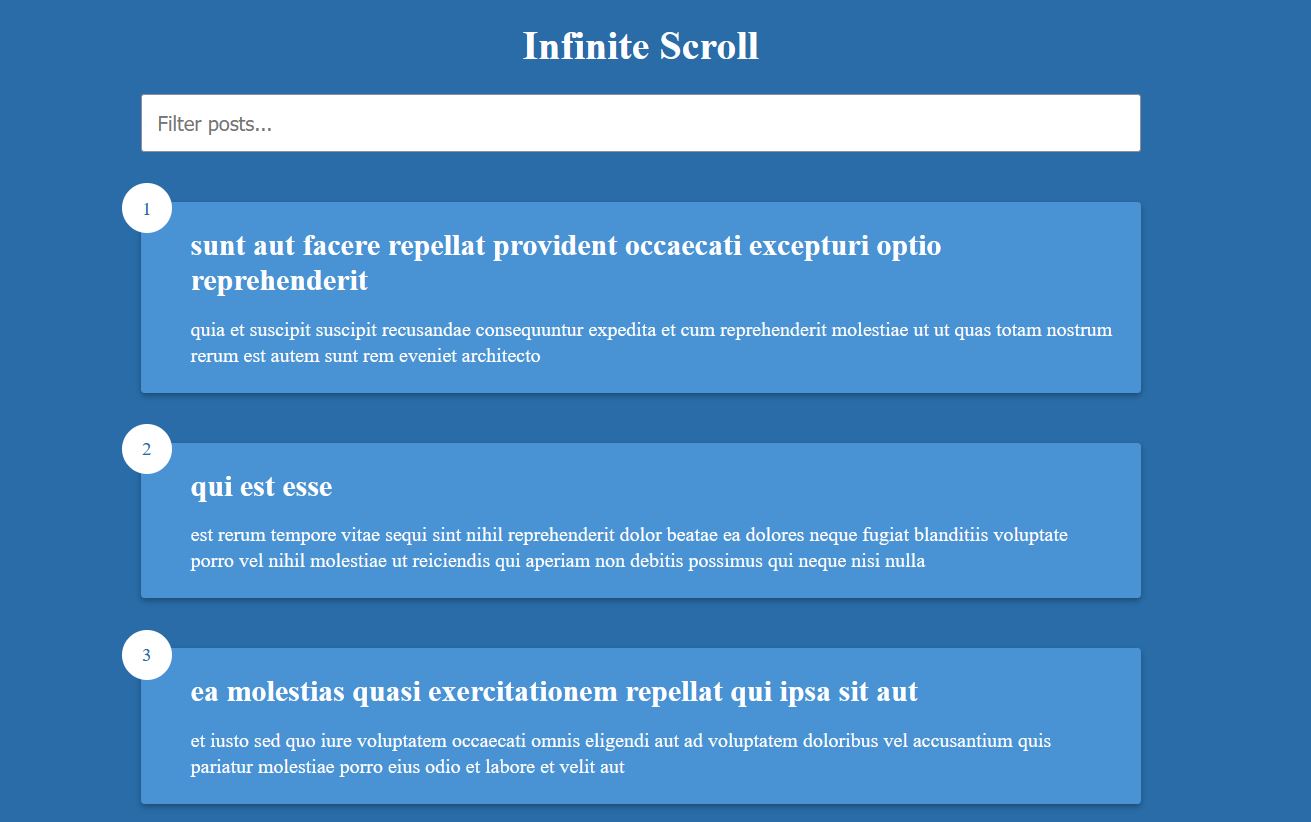 Infinite Scroll
Filter posts...
1
sunt aut facere repellat provident occaecati excepturi optio
reprehenderit
quia et suscipit suscipit recusandae consequuntur expedita et cum reprehenderit molestiae ut ut quas totam nostrum
rerum est autem sunt rem eveniet architecto
2
qui est esse
est rerum tempore vitae sequi sint nihil reprehenderit dolor beatae ea dolores neque fugiat blanditiis voluptate
porro vel nihil molestiae ut reiciendis qui aperiam non debitis possimus qui neque nisi nulla
3
ea molestias quasi exercitationem repellat qui ipsa sit aut
et iusto sed quo iure voluptatem occaecati omnis eligendi aut ad voluptatem doloribus vel accusantium quis
pariatur molestiae porro eius odio et labore et velit aut